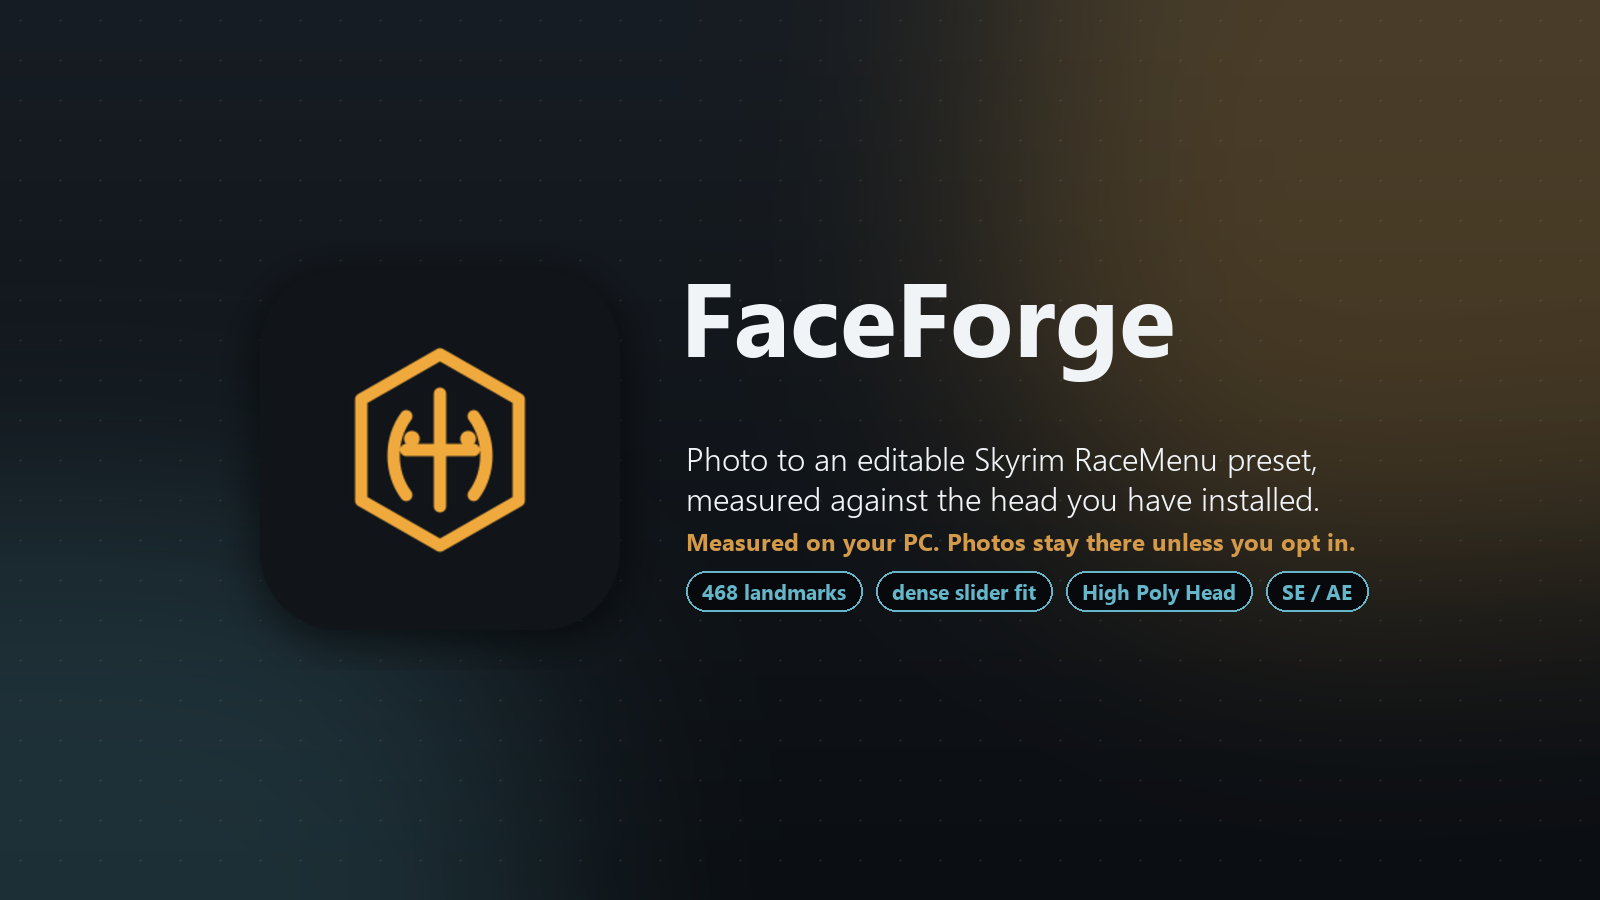 FaceForge
Photo to an editable Skyrim RaceMenu preset,
measured against the head you have installed.
Measured on your PC. Photos stay there unless you opt in.
468 landmarks dense slider fit High Poly Head SE / AE